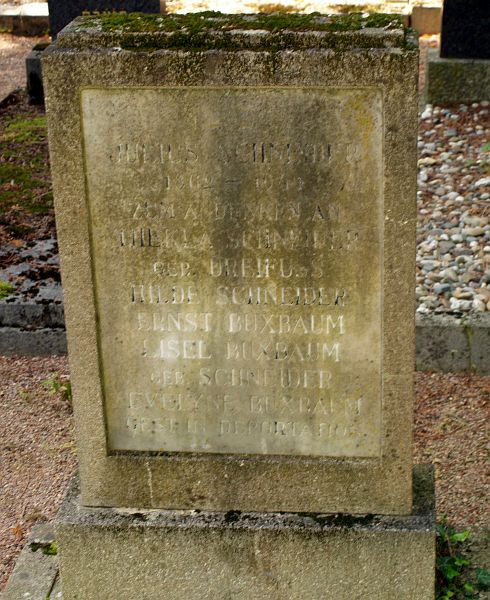 JULIUS SCHNEIDER
ZUM ANDENKEN AN
SCHNEIDER
GEB. DREIFUSS
HILDE SCHNEIDER
ERNST BUXBAUM
LISEL BUXBAUM
GEB. SCHNEIDER
EVELYNE BUXBAUM
GEST. IN DEPORTATION